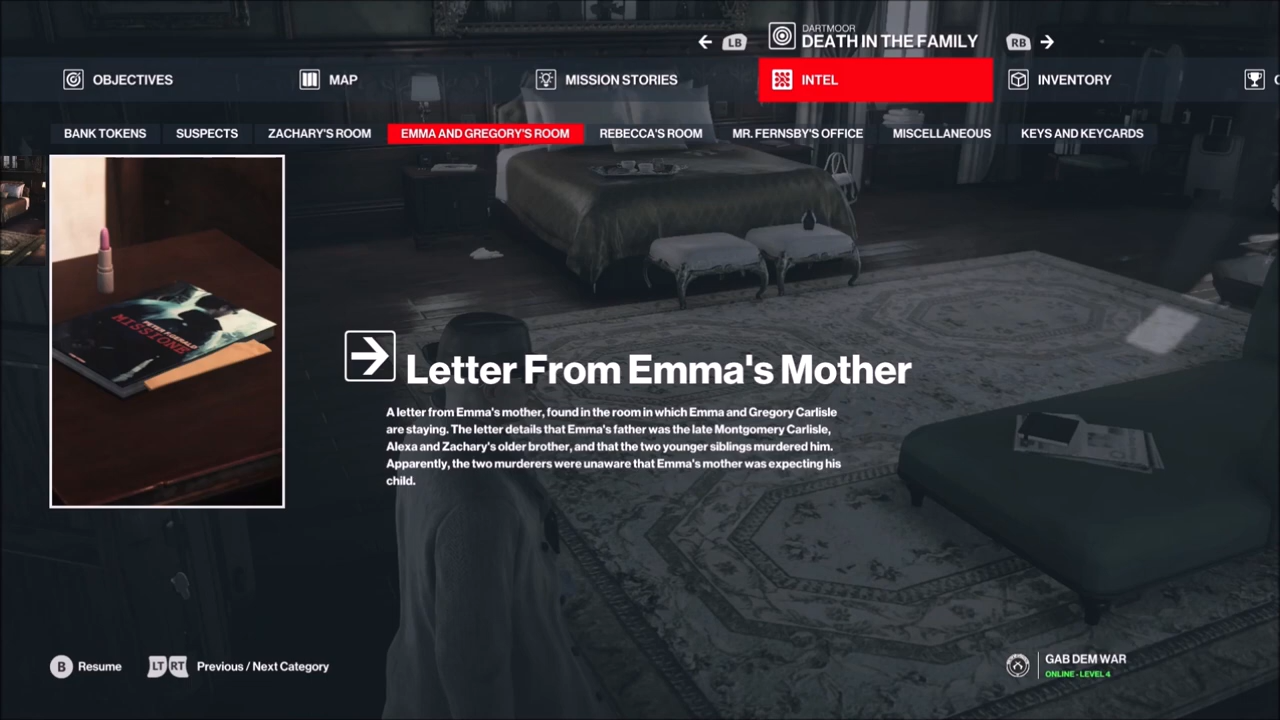 LB
DARTMOOR
DEATH IN THE FAMILY
RB
OBJECTIVES
MAP
MISSION STORIES
INTEL
INVENTORY
BANK TOKENS
SUSPECTS
ZACHARY'S ROOM
EMMA AND GREGORY'S ROOM
REBECCA'S ROOM
MR. FERNSBY'S OFFICE
MISCELLANEOUS
KEYS AND KEYCARDS
MISSIONE
Letter From Emma's Mother
A letter from Emma's mother, found in the room in which Emma and Gregory Carlisle
are staying. The letter details that Emma's father was the late Montgomery Carlisle,
Alexa and Zachary's older brother, and that the two younger siblings murdered him.
Apparently, the two murderers were unaware that Emma's mother was expecting his
child.
B Resume
LT RT Previous / Next Category
GAB DEM WAR
ONLINE - LEVEL 4